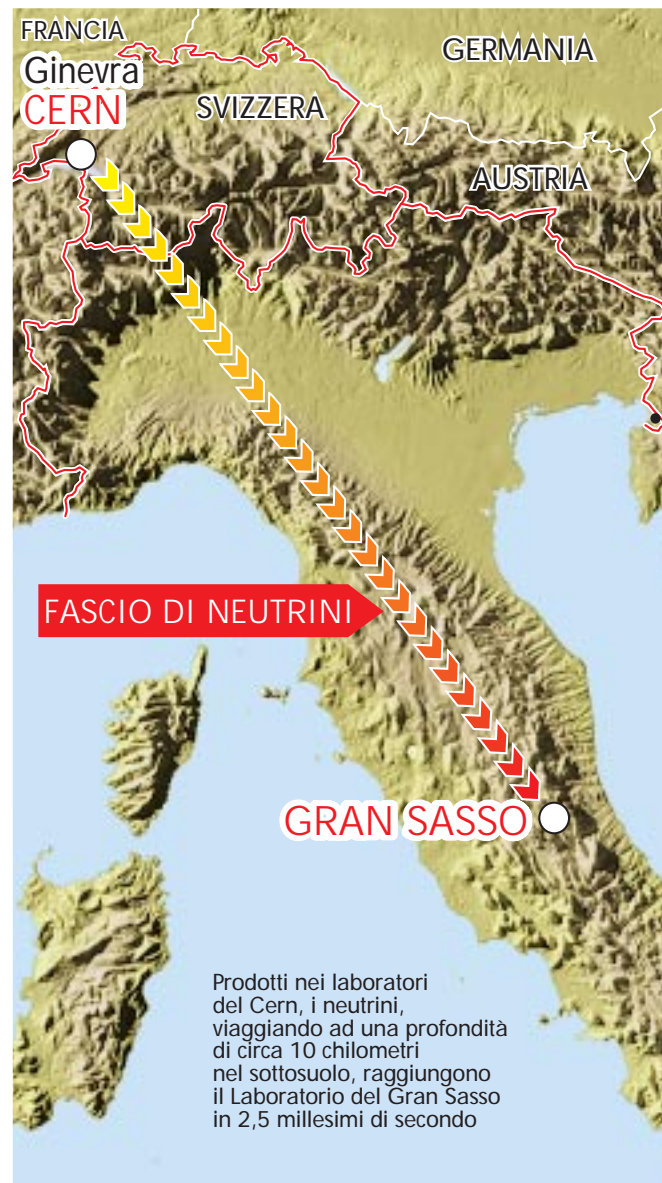 FRANCIA
GERMANIA
Ginevra
CERN
SVIZZERA
AUSTRIA
FASCIO DI NEUTRINI
GRAN SASSO
Prodotti nei laboratori
del Cern, i neutrini,
viaggiando ad una profondità
di circa 10 chilometri
nel sottosuolo, raggiungono
il Laboratorio del Gran Sasso
in 2,5 millesimi di secondo